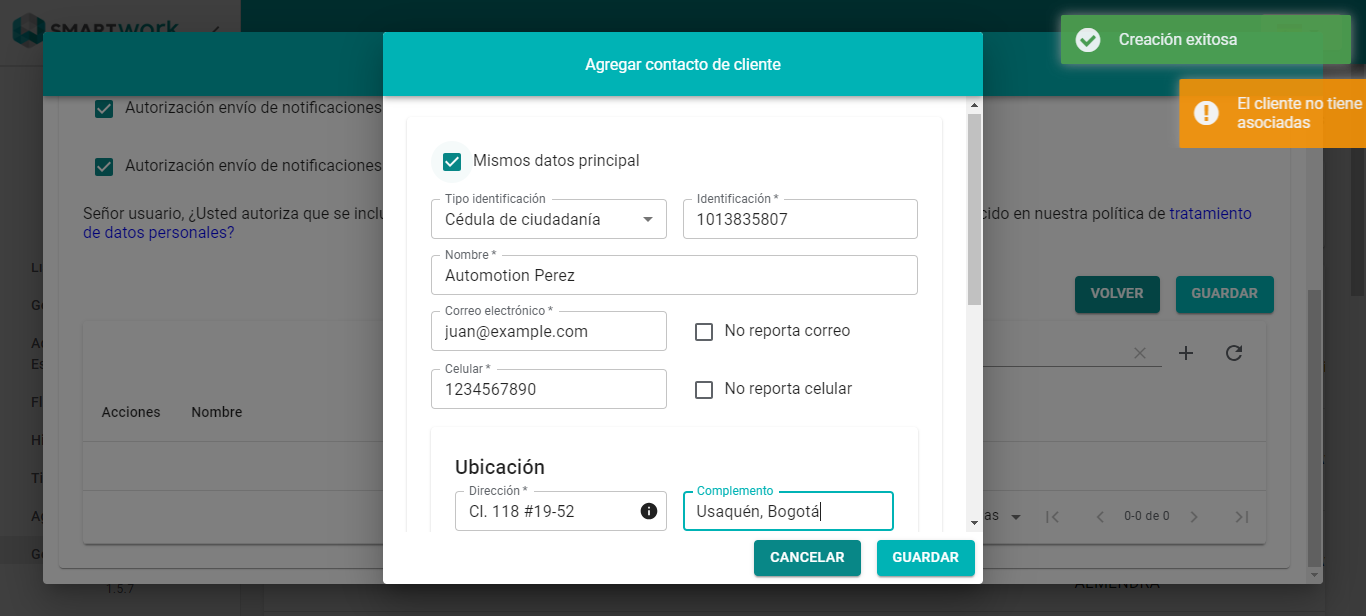 SMARTwork
Agregar contacto de cliente
Creación exitosa
El cliente no tiene
asociadas
Autorización envío de notificaciones
Mismos datos principal
Autorización envío de notificaciones
Tipo identificación
Identificación *
Cédula de ciudadanía
1013835807
Señor usuario, ¿Usted autoriza que se
cido en nuestra política de tratamiento
de datos personales?
Nombre *
Automotion Perez
VOLVER
GUARDAR
Correo electrónico *
juan@example.com
No reporta correo
Celular *
1234567890
No reporta celular
Acciones
Nombre
Ubicación
Dirección *
Complemento
Cl. 118 #19-52
Usaquén, Bogotá
0-0 de 0
CANCELAR
GUARDAR
1.5.7
ALMENDRA